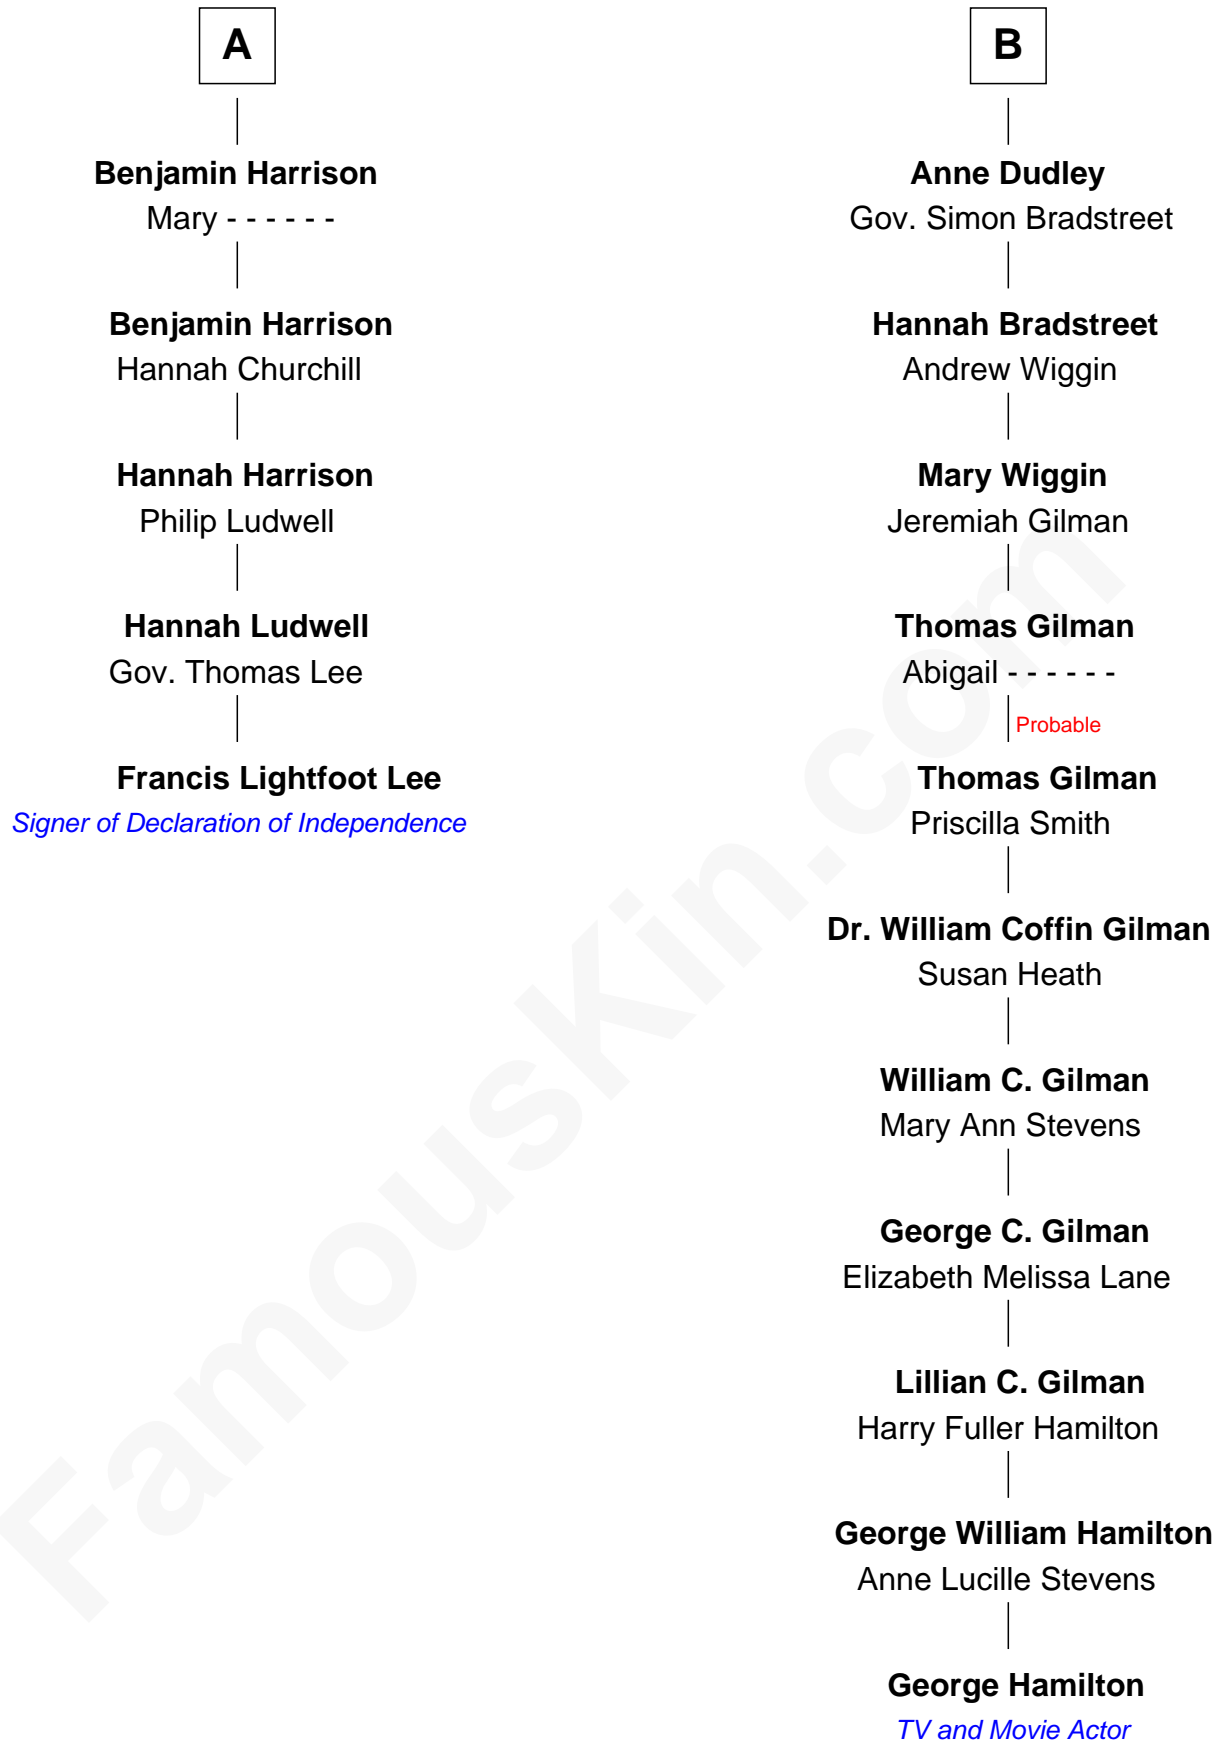 A
Benjamin Harrison
Mary - - - - - -
Benjamin Harrison
Hannah Churchill
Hannah Harrison
Philip Ludwell
Hannah Ludwell
Gov. Thomas Lee
Francis Lightfoot Lee
Signer of Declaration of Independence
B
Anne Dudley
Gov. Simon Bradstreet
Hannah Bradstreet
Andrew Wiggin
Mary Wiggin
Jeremiah Gilman
Thomas Gilman
Abigail - - - - - -
Probable
Thomas Gilman
Priscilla Smith
Dr. William Coffin Gilman
Susan Heath
William C. Gilman
Mary Ann Stevens
George C. Gilman
Elizabeth Melissa Lane
Lillian C. Gilman
Harry Fuller Hamilton
George William Hamilton
Anne Lucille Stevens
George Hamilton
TV and Movie Actor
FamousKin.com